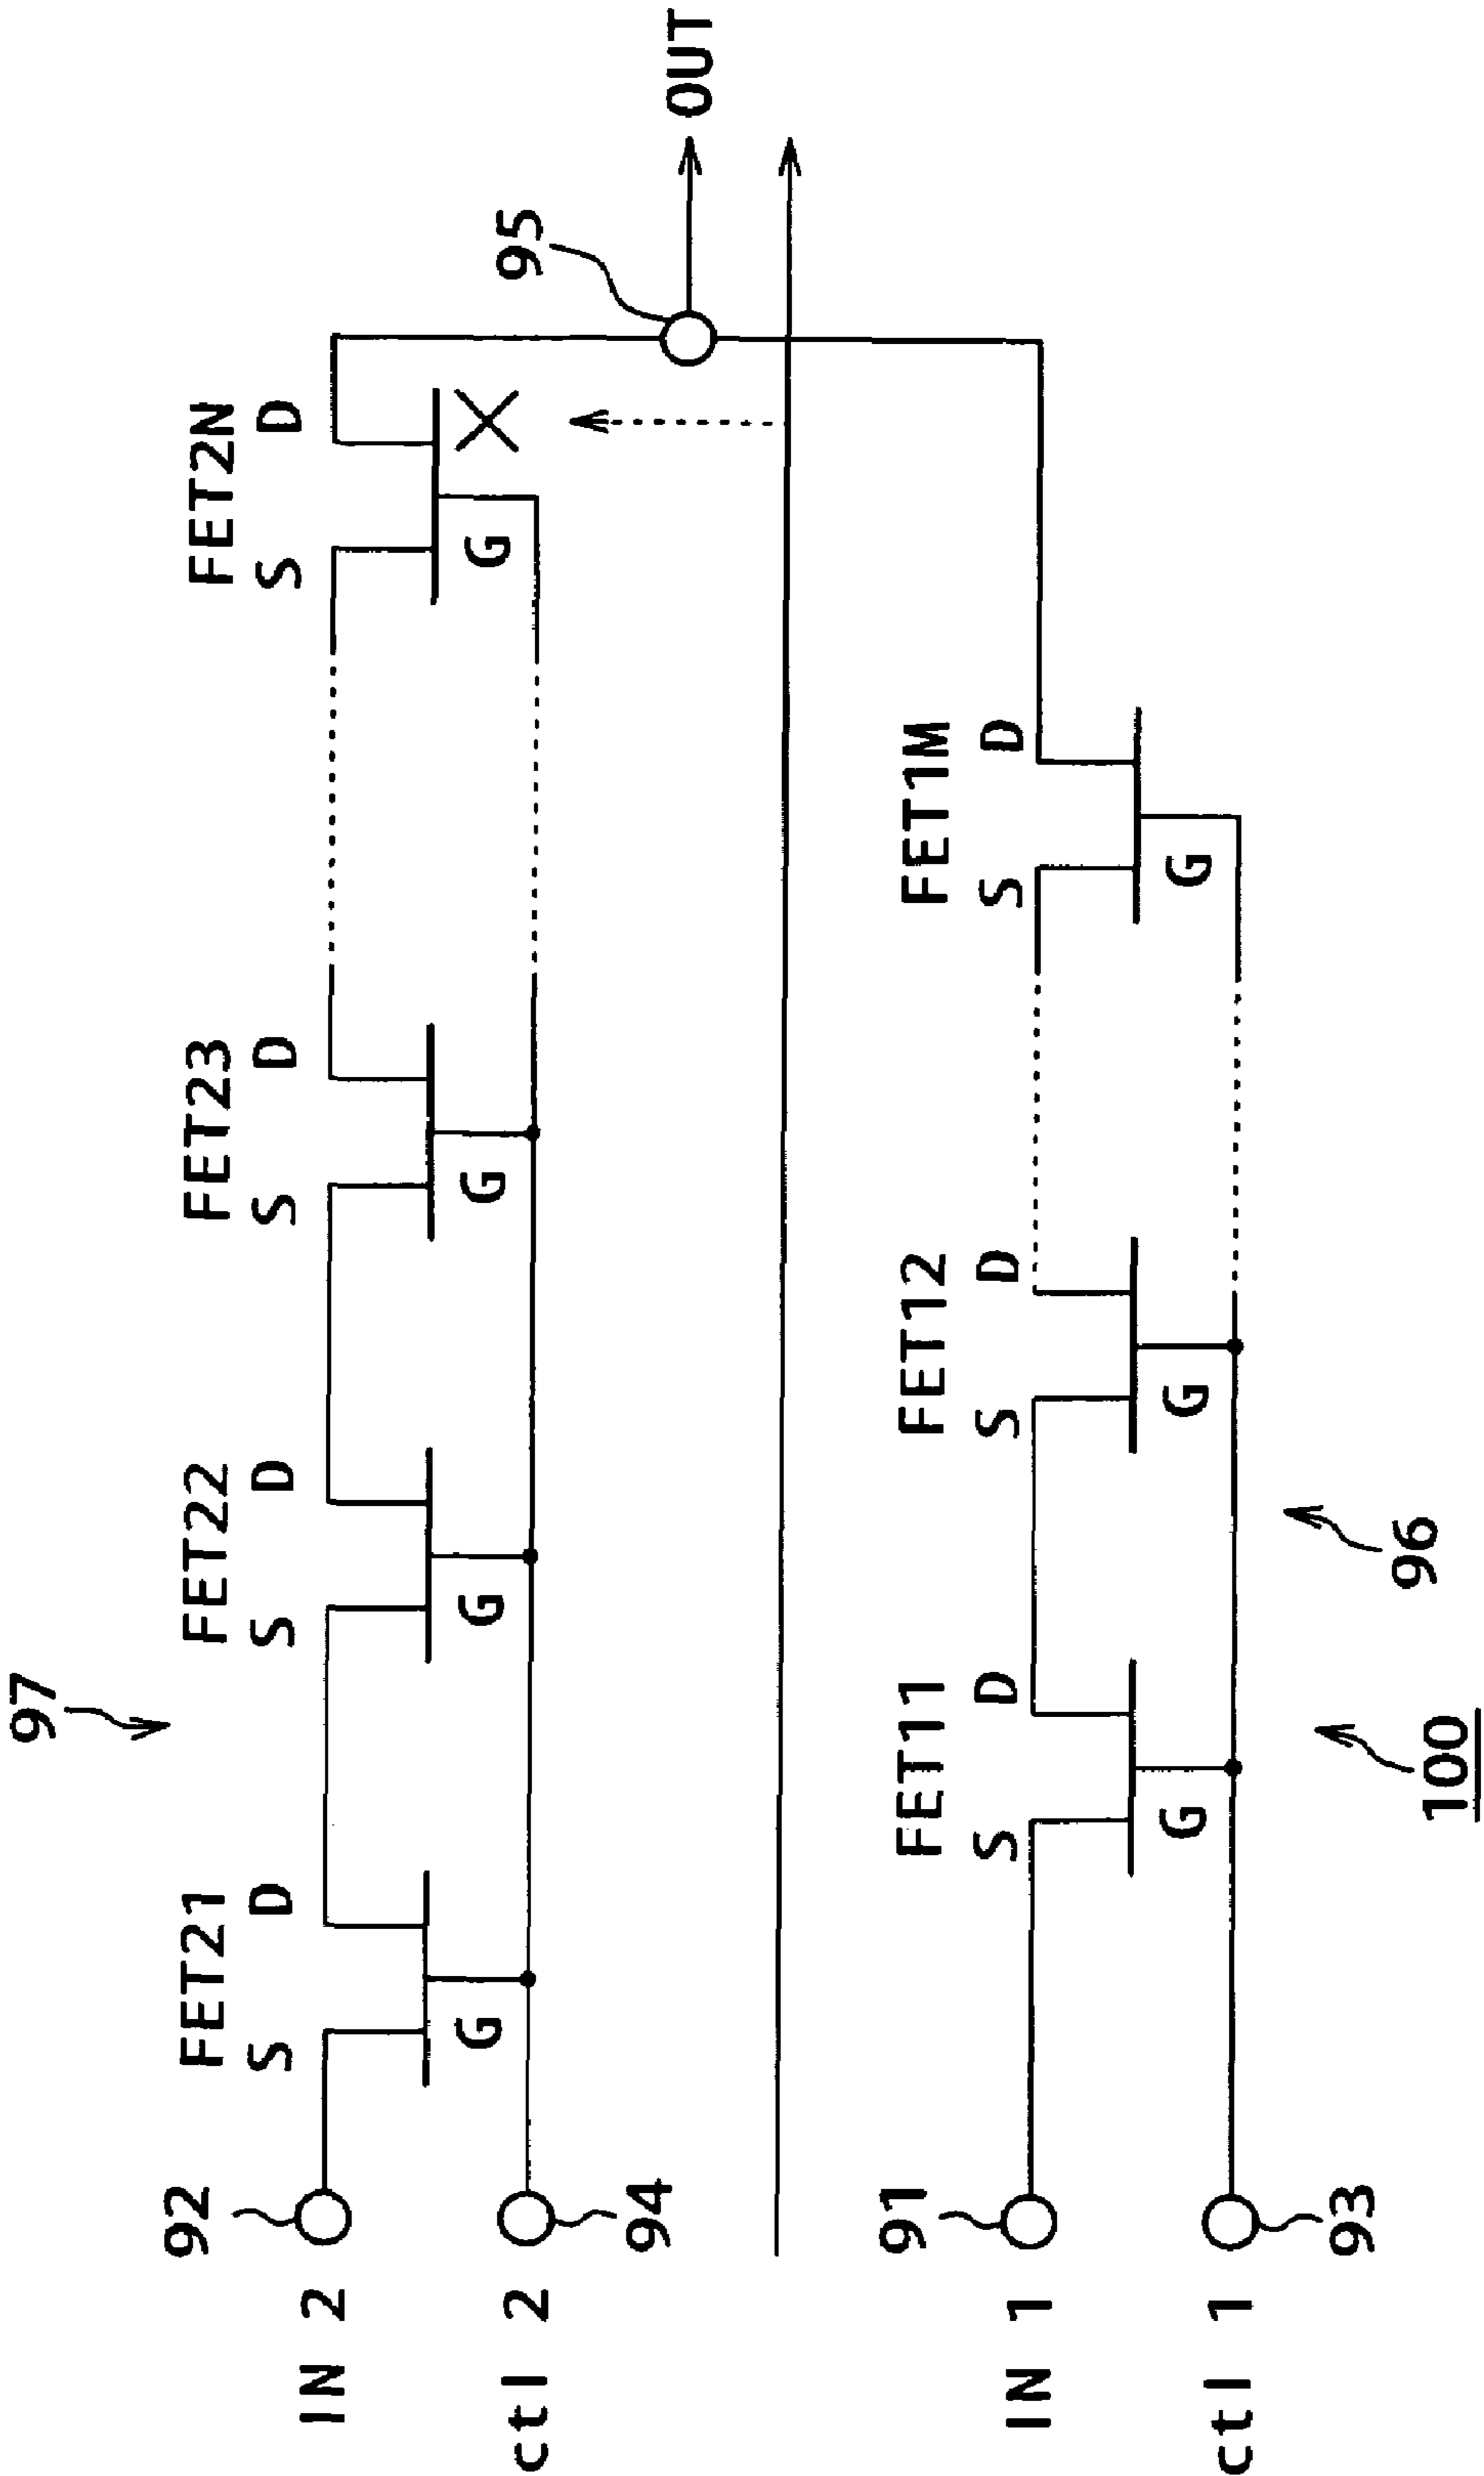 97
FET21
FET22
FET23
FET2N
S D
S D
S D
S D
92
IN 2
G
G
G
G
95
ctl 2
94
OUT
FET11
FET12
FET1M
91
S D
S D
S D
IN 1
G
G
G
ctl 1
93
96
100